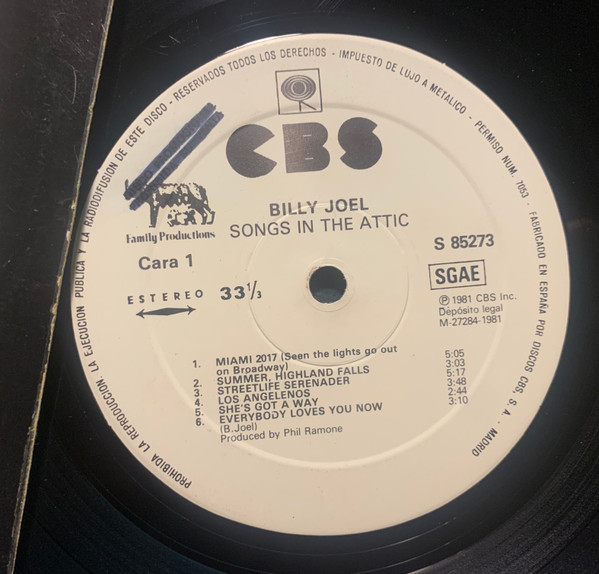 PROHIBIDA LA REPRODUCCION, LA EJECUCION PUBLICA Y LA RADIODIFUSION DE ESTE DISCO - RESERVADOS TODOS LOS DERECHOS - IMPUESTO DE LUJO A METALICO - PERMISO NUM. 7053 - FABRICADO EN ESPAÑA POR DISCOS CBS, S. A. - MADRID
CBS
Family Productions
BILLY JOEL
SONGS IN THE ATTIC
Cara 1
S 85273
ESTEREO 33 1/3
SGAE
Ⓟ 1981 CBS Inc.
Depósito legal
M-27284-1981
1. MIAMI 2017 (Seen the lights go out
on Broadway) 5:05
2. SUMMER, HIGHLAND FALLS 3:03
3. STREETLIFE SERENADER 5:17
4. LOS ANGELENOS 3:48
5. SHE'S GOT A WAY 2:44
6. EVERYBODY LOVES YOU NOW 3:10
(B.Joel)
Produced by Phil Ramone